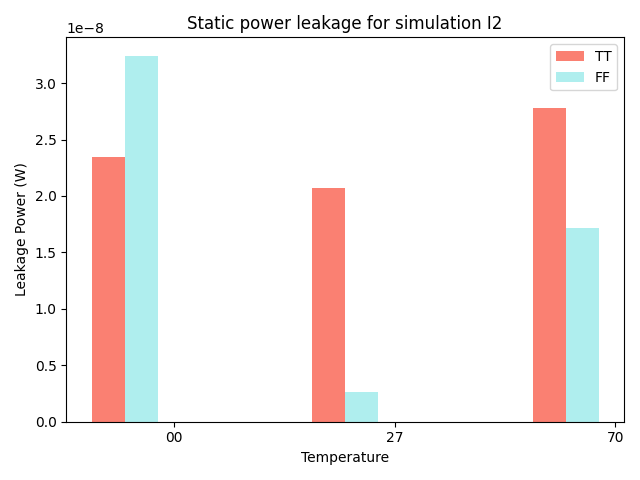 Static power leakage for simulation I2
1e−8
TT
FF
3.0
2.5
2.0
1.5
1.0
0.5
0.0
Leakage Power (W)
00 27 70
Temperature